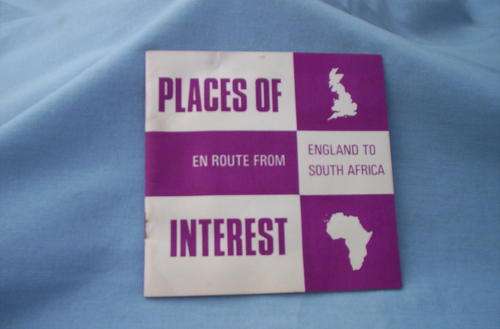 PLACES OF
EN ROUTE FROM
ENGLAND TO
SOUTH AFRICA
INTEREST